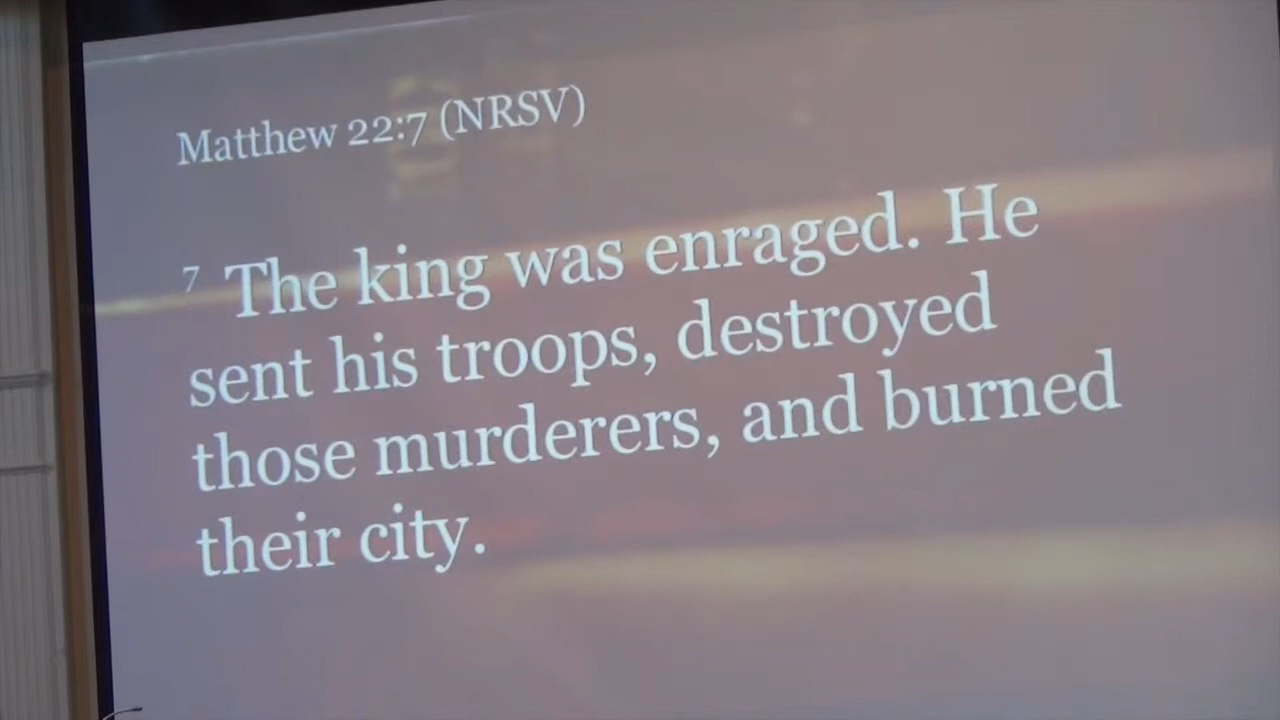 Matthew 22:7 (NRSV)
7 The king was enraged. He
sent his troops, destroyed
those murderers, and burned
their city.